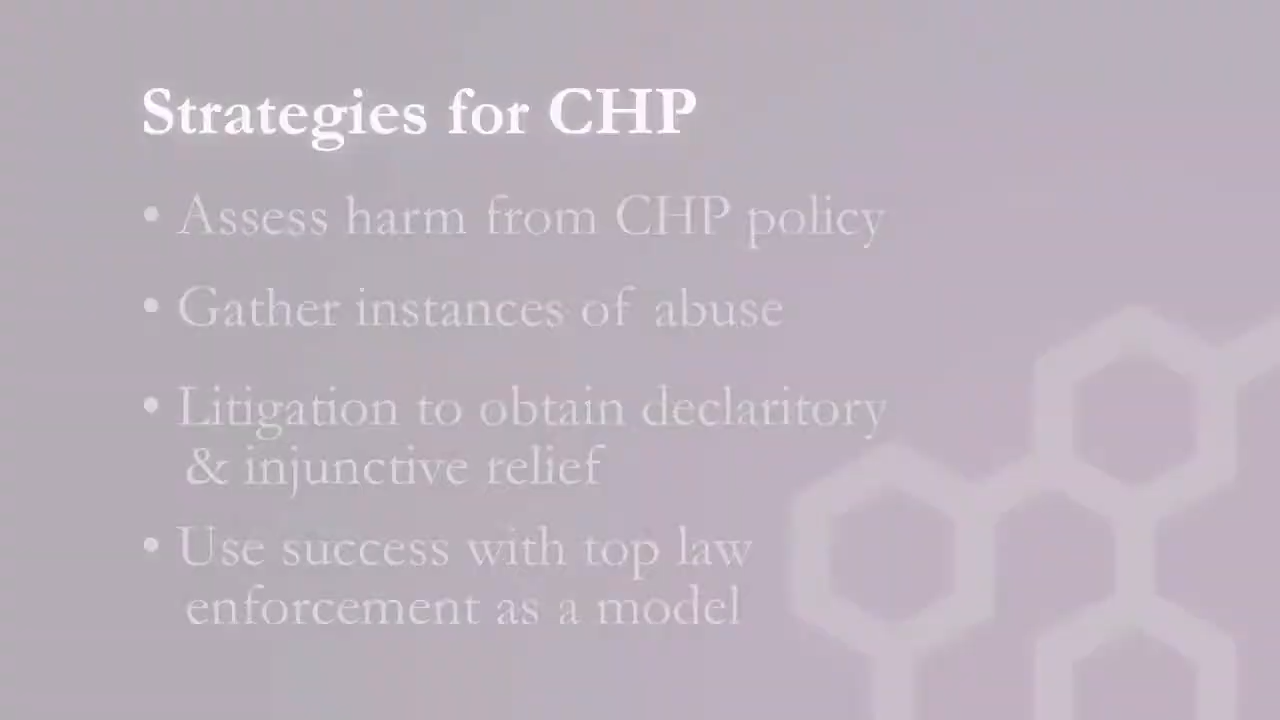 Strategies for CHP
• Assess harm from CHP policy
• Gather instances of abuse
• Litigation to obtain declaritory
& injunctive relief
• Use success with top law
enforcement as a model